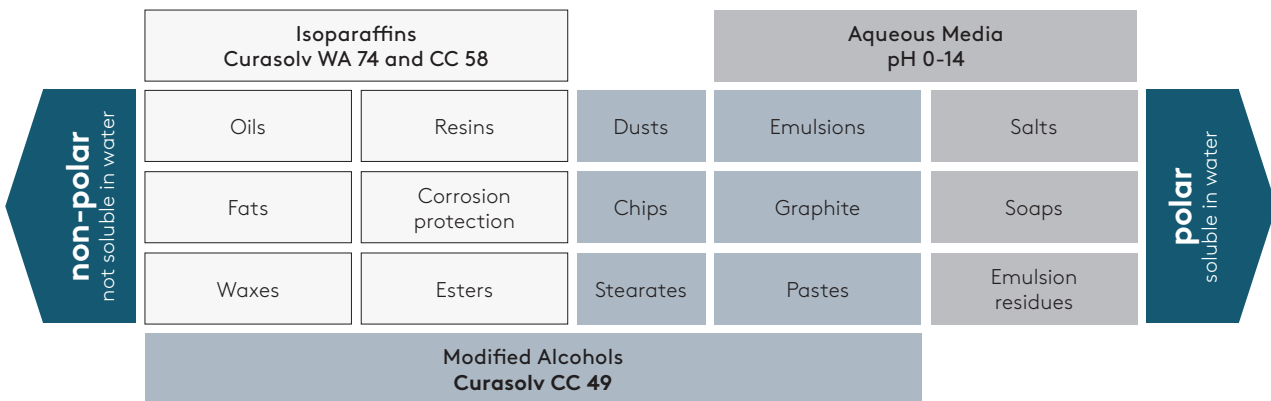 Isoparaffins
Curasolv WA 74 and CC 58
Aqueous Media
pH 0-14
non-polar
not soluble in water
Oils
Resins
Dusts
Emulsions
Salts
Fats
Corrosion
protection
Chips
Graphite
Soaps
Waxes
Esters
Stearates
Pastes
Emulsion
residues
polar
soluble in water
Modified Alcohols
Curasolv CC 49